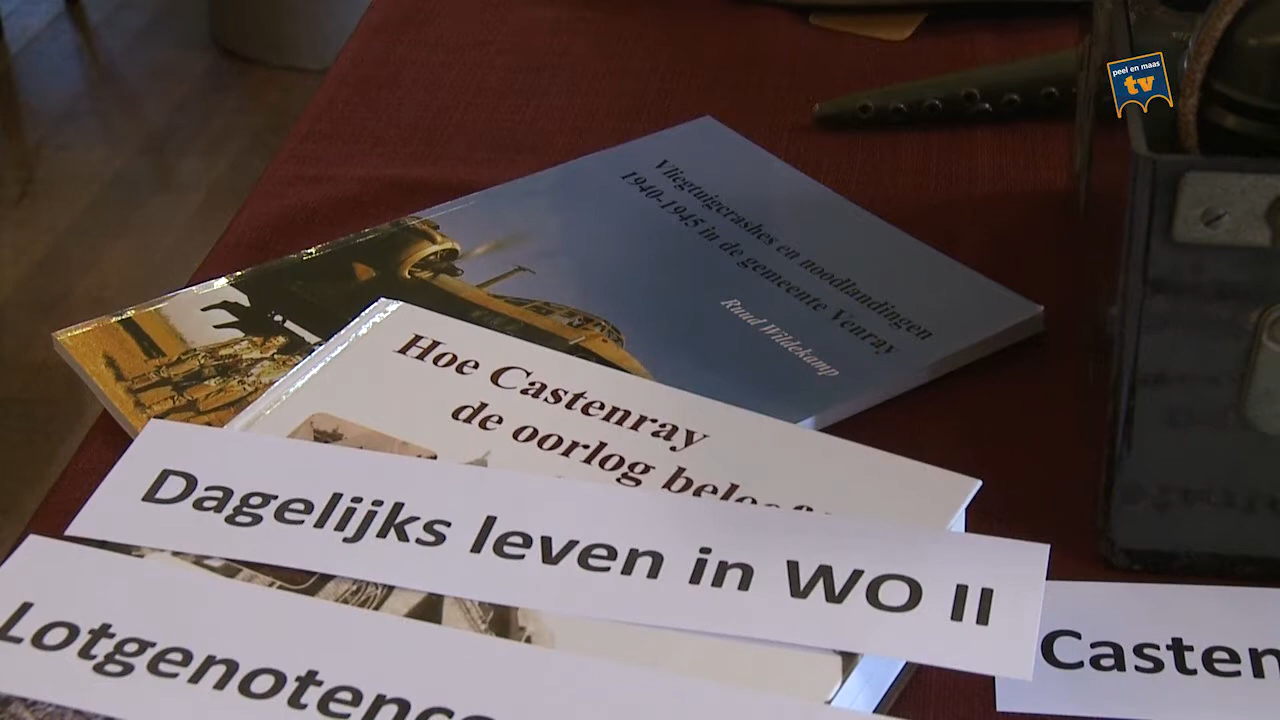 peel en maas
tv
Vliegtuigcrashes en noodlandingen
1940-1945 in de gemeente Venray
Ruud Wildekamp
Hoe Castenray
de oorlog
Dagelijks leven in WO II